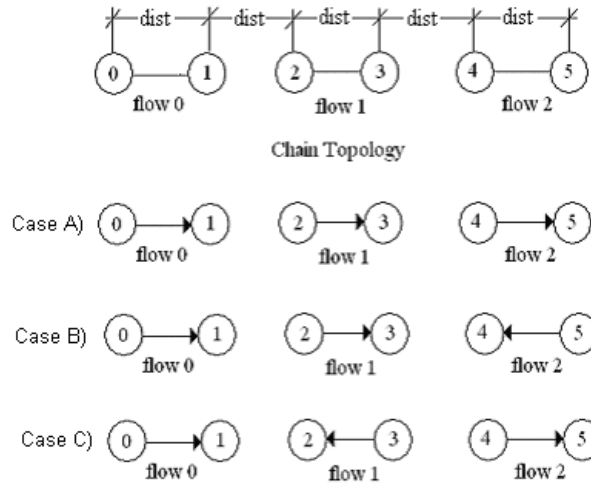 dist dist dist dist dist
0 1 2 3 4 5
flow 0 flow 1 flow 2
Chain Topology
Case A) 0 1 2 3 4 5
flow 0 flow 1 flow 2
Case B) 0 1 2 3 4 5
flow 0 flow 1 flow 2
Case C) 0 1 2 3 4 5
flow 0 flow 1 flow 2